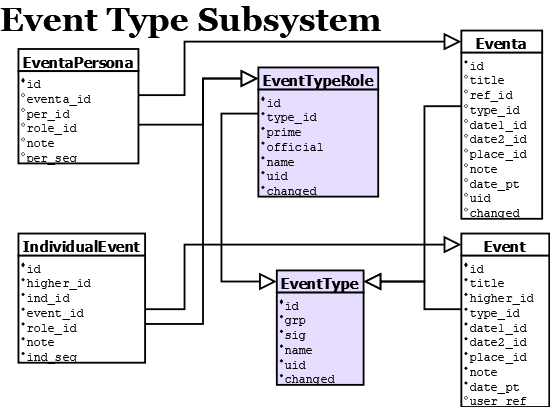 Event Type Subsystem
EventaPersona
id
eventa_id
per_id
role_id
note
per_seq
EventTypeRole
id
type_id
prime
official
name
uid
changed
Eventa
id
title
ref_id
type_id
date1_id
date2_id
place_id
note
date_pt
uid
changed
IndividualEvent
id
higher_id
ind_id
event_id
role_id
note
ind_seq
EventType
id
grp
sig
name
uid
changed
Event
id
title
higher_id
type_id
date1_id
date2_id
place_id
note
date_pt
user_ref